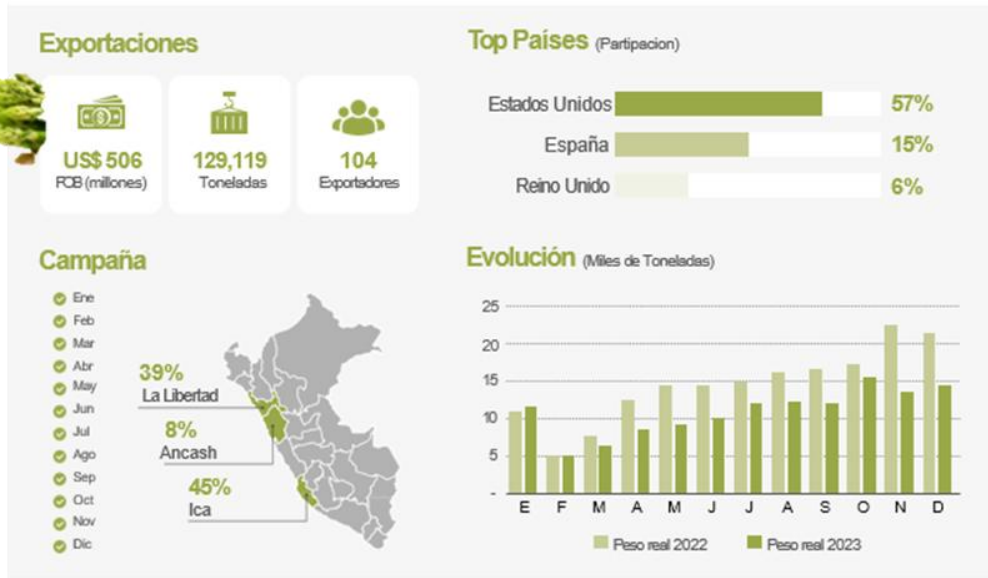 Exportaciones
US$ 506
FOB (millones)
129,119
Toneladas
104
Exportadores
Top Países (Partipacion)
Estados Unidos 57%
España 15%
Reino Unido 6%
Campaña
Ene
Feb
Mar
Abr
May
Jun
Jul
Ago
Sep
Oct
Nov
Dic
39%
La Libertad
8%
Ancash
45%
Ica
Evolución (Miles de Toneladas)
25
20
15
10
5
-
E F M A M J J A S O N D
Peso real 2022 Peso real 2023